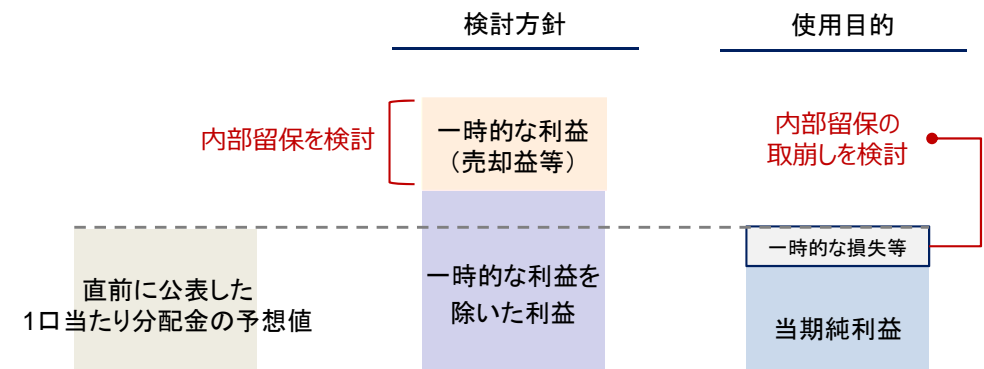 検討方針
使用目的
内部留保を検討
一時的な利益
（売却益等）
内部留保の
取崩しを検討
一時的な損失等
直前に公表した
1口当たり分配金の予想値
一時的な利益を
除いた利益
当期純利益